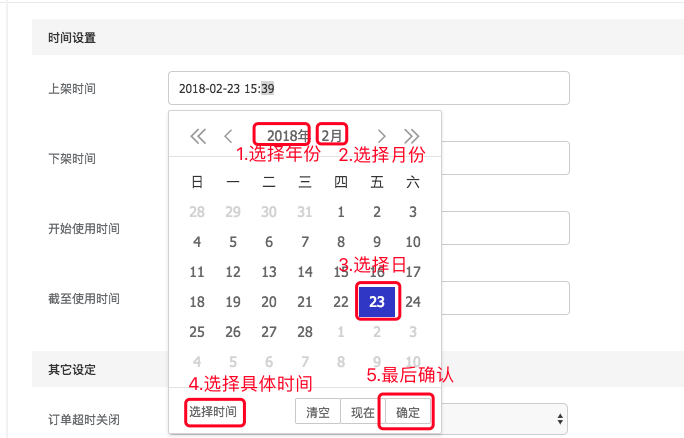 时间设置
上架时间
2018-02-23 15:39
2018年 2月
1.选择年份 2.选择月份
下架时间
日 一 二 三 四 五 六
28 29 30 31 1 2 3
开始使用时间
4 5 6 7 8 9 10
3.选择日
11 12 13 14 15 16 17
截至使用时间
18 19 20 21 22 23 24
25 26 27 28 1 2 3
其它设定
4 5 6 7 8 9 10
4.选择具体时间 5.最后确认
选择时间 清空 现在 确定
订单超时关闭